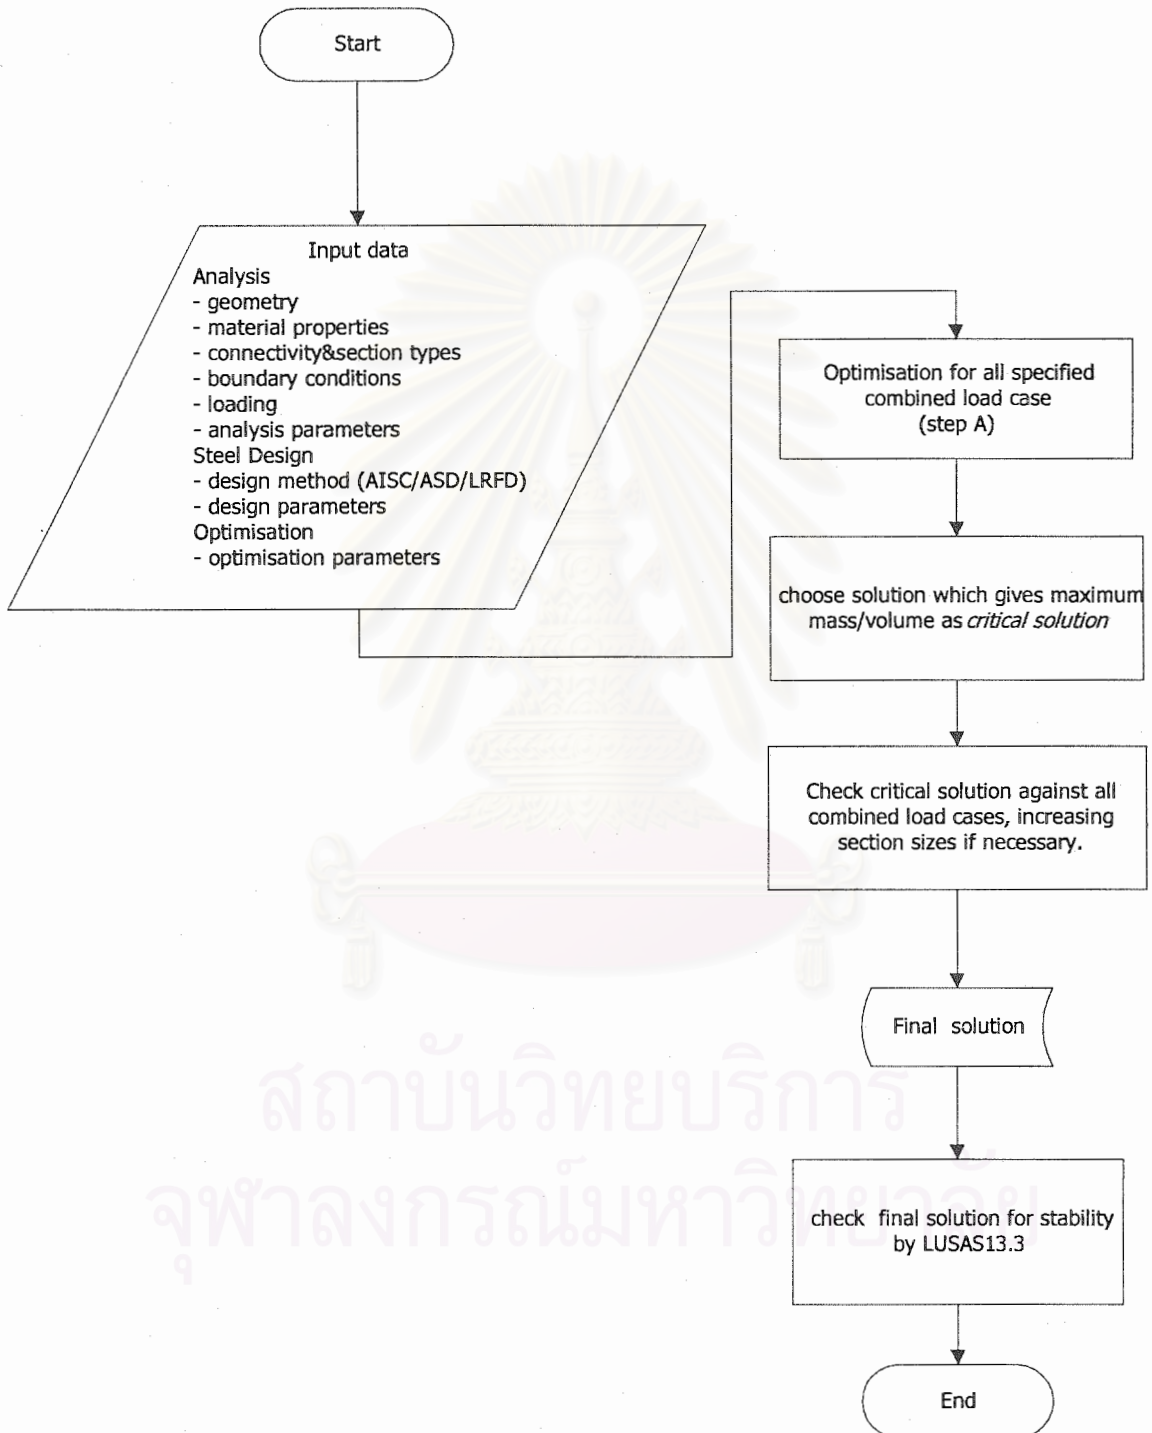 Start
Input data
Analysis
- geometry
- material properties
- connectivity&section types
- boundary conditions
- loading
- analysis parameters
Steel Design
- design method (AISC/ASD/LRFD)
- design parameters
Optimisation
- optimisation parameters
Optimisation for all specified
combined load case
(step A)
choose solution which gives maximum
mass/volume as critical solution
Check critical solution against all
combined load cases, increasing
section sizes if necessary.
Final solution
check final solution for stability
by LUSAS13.3
End
สถาบันวิทยบริการ
จุฬาลงกรณ์มหาวิทยาลัย